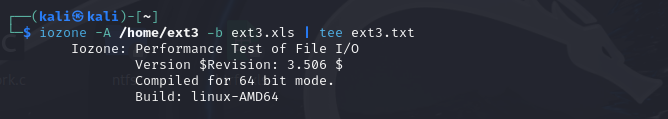 ┌──(kali㉿kali)-[~]
└─$ iozone -A /home/ext3 -b ext3.xls | tee ext3.txt
Iozone: Performance Test of File I/O
Version $Revision: 3.506 $
Compiled for 64 bit mode.
Build: linux-AMD64